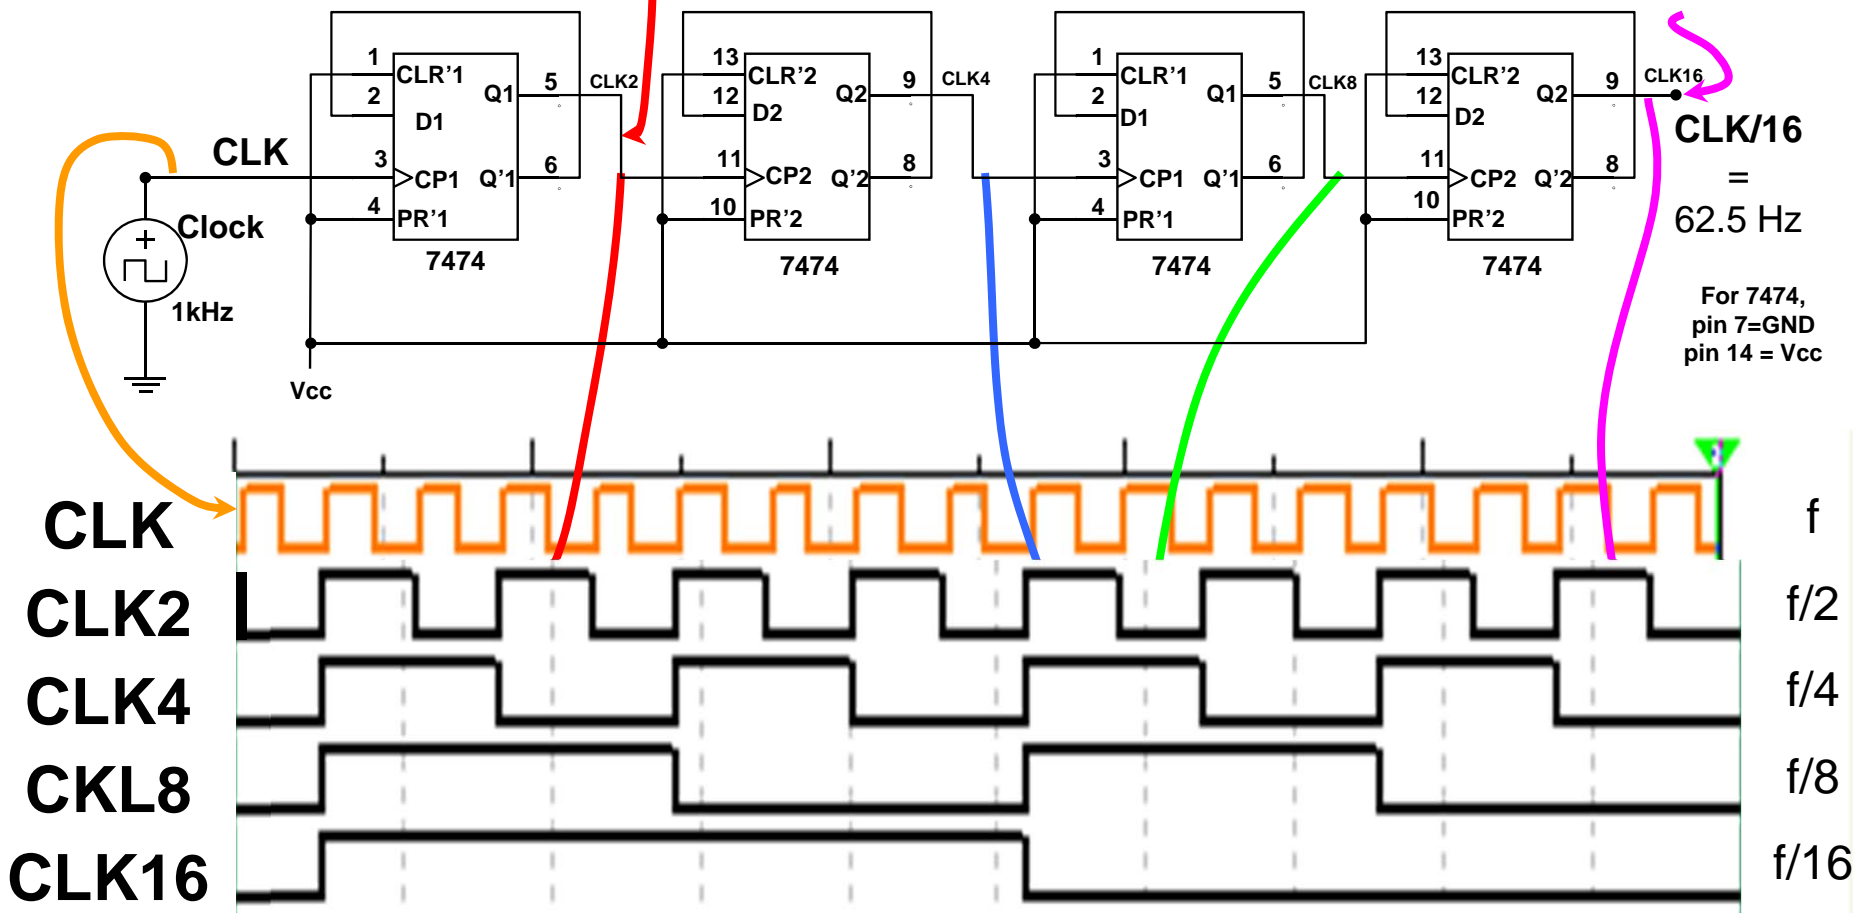 1 CLR'1 Q1 5 CLK2
2 D1
CLK 3 CP1 Q'1 6
4 PR'1
7474
13 CLR'2 Q2 9 CLK4
12 D2
11 CP2 Q'2 8
10 PR'2
7474
1 CLR'1 Q1 5 CLK8
2 D1
3 CP1 Q'1 6
4 PR'1
7474
13 CLR'2 Q2 9 CLK16
12 D2
11 CP2 Q'2 8
10 PR'2
7474
CLK/16
=
62.5 Hz
Clock
+
1kHz
Vcc
For 7474,
pin 7=GND
pin 14 = Vcc
CLK f
CLK2 f/2
CLK4 f/4
CKL8 f/8
CLK16 f/16